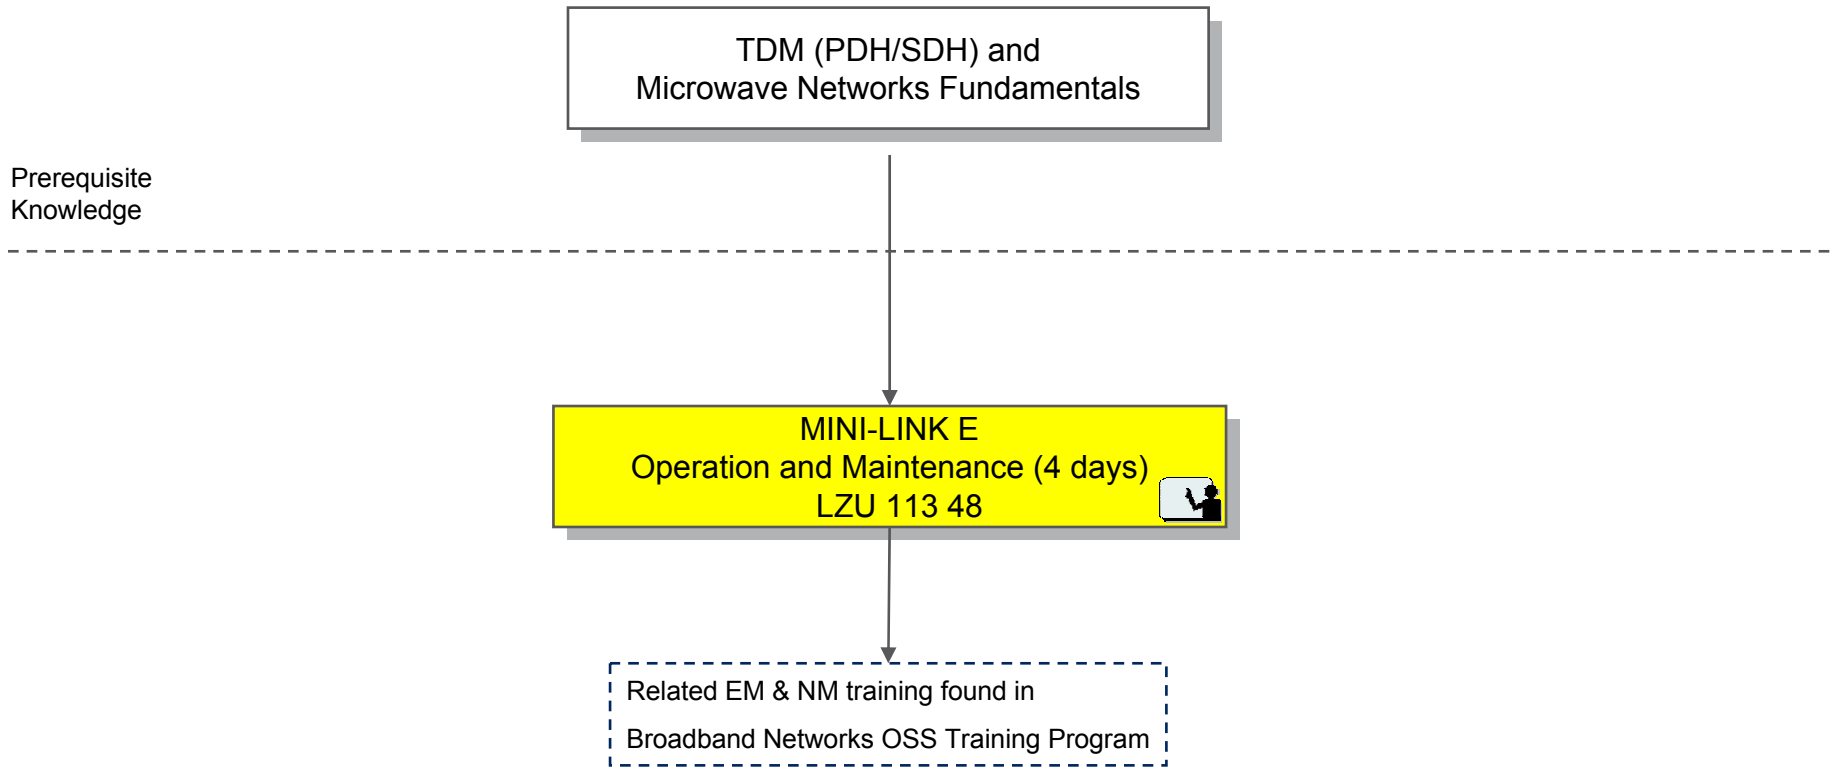 TDM (PDH/SDH) and
Microwave Networks Fundamentals
Prerequisite
Knowledge
MINI-LINK E
Operation and Maintenance (4 days)
LZU 113 48
Related EM & NM training found in
Broadband Networks OSS Training Program